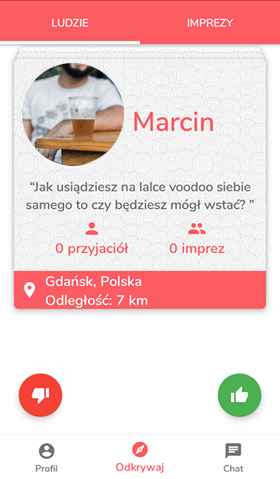 LUDZIE IMPREZY
Marcin
“Jak usiądziesz na lalce voodoo siebie
samego to czy będziesz mógł wstać? ”
0 przyjaciół 0 imprez
Gdańsk, Polska
Odległość: 7 km
Profil Odkrywaj Chat